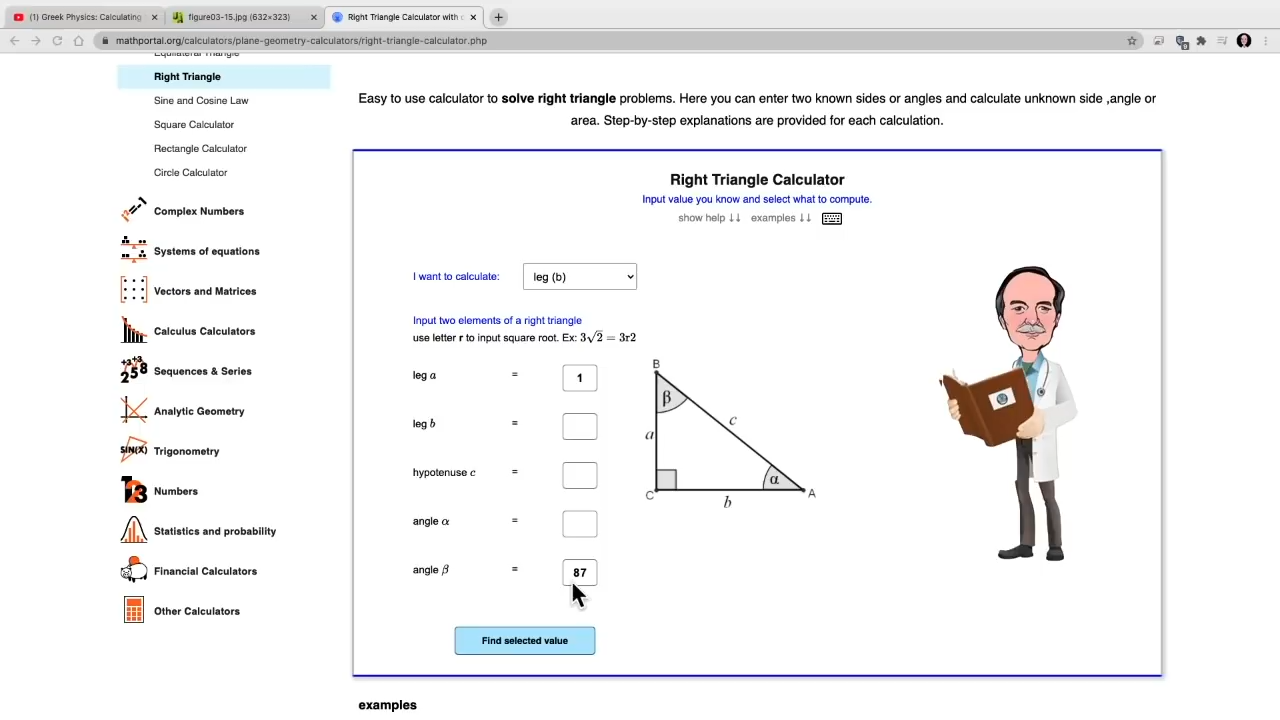 (1) Greek Physics: Calculating
figure03-15.jpg (632×323)
Right Triangle Calculator with
mathportal.org/calculators/plane-geometry-calculators/right-triangle-calculator.php
Equilateral Triangle
Right Triangle
Sine and Cosine Law
Square Calculator
Rectangle Calculator
Circle Calculator
Complex Numbers
Systems of equations
Vectors and Matrices
Calculus Calculators
Sequences & Series
Analytic Geometry
SIN(X) Trigonometry
Numbers
Statistics and probability
Financial Calculators
Other Calculators
Easy to use calculator to solve right triangle problems. Here you can enter two known sides or angles and calculate unknown side ,angle or
area. Step-by-step explanations are provided for each calculation.
Right Triangle Calculator
Input value you know and select what to compute.
show help ↓↓ examples ↓↓
I want to calculate: leg (b)
Input two elements of a right triangle
use letter r to input square root. Ex: 3√2 = 3r2
leg a = 1
leg b =
hypotenuse c =
angle α =
angle β = 87
B
β
a
c
α
C
b
A
Find selected value
examples